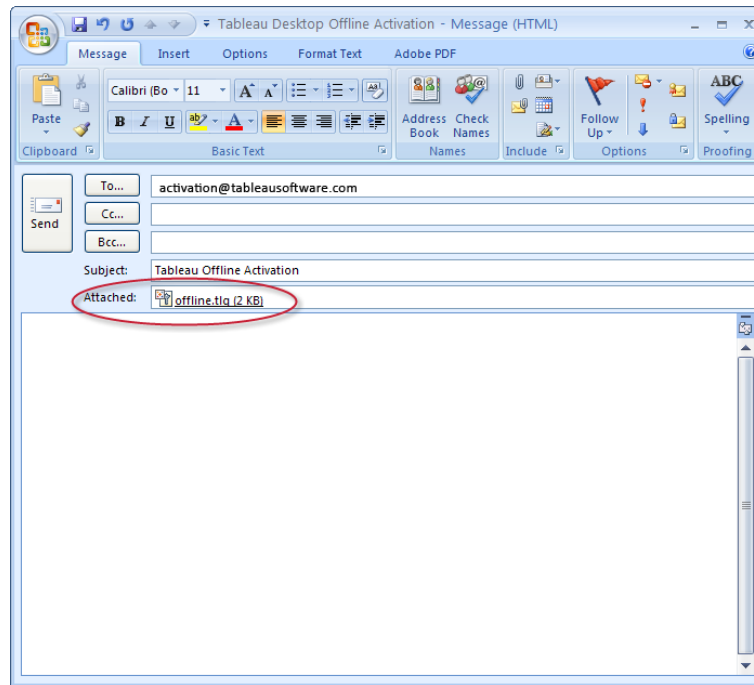 Tableau Desktop Offline Activation - Message (HTML)
Message Insert Options Format Text Adobe PDF
Paste
Calibri (Bo 11
B I U ab A
Address Book
Check Names
Follow Up
ABC
Spelling
Clipboard Basic Text Names Include Options Proofing
Send
To... activation@tableausoftware.com
Cc...
Bcc...
Subject: Tableau Offline Activation
Attached: offline.tlq (2 KB)